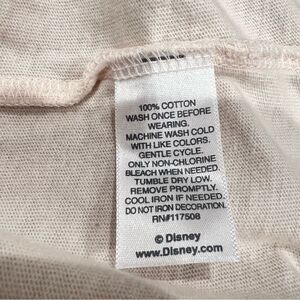 100% COTTON
WASH ONCE BEFORE
WEARING.
MACHINE WASH COLD
WITH LIKE COLORS.
GENTLE CYCLE.
ONLY NON-CHLORINE
BLEACH WHEN NEEDED.
TUMBLE DRY LOW.
REMOVE PROMPTLY.
COOL IRON IF NEEDED.
DO NOT IRON DECORATION.
RN#117508
© Disney
www.Disney.com